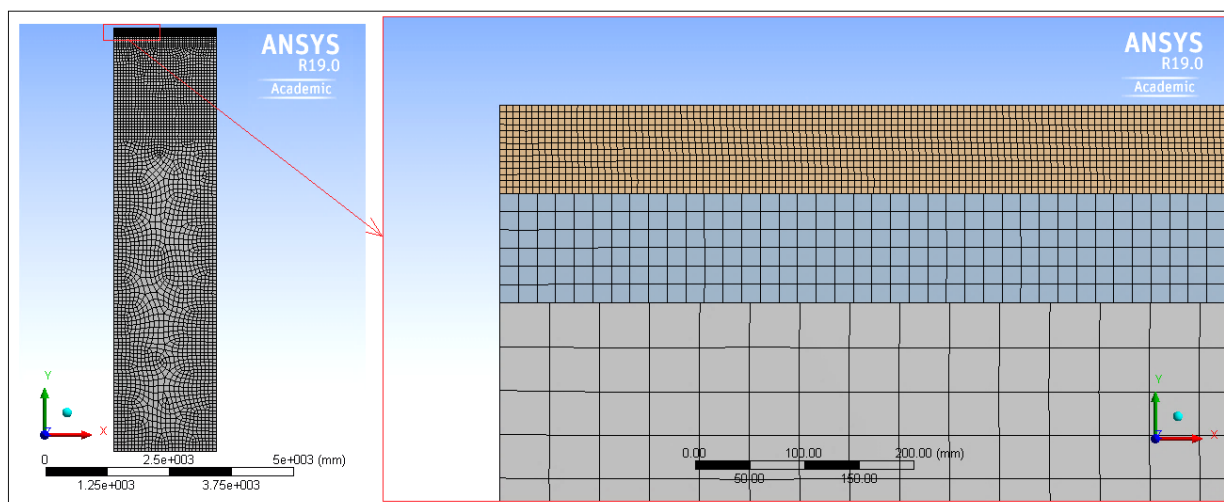 ANSYS
R19.0
Academic
Y
Z
X
0
2.5e+003
5e+003 (mm)
1.25e+003
3.75e+003
ANSYS
R19.0
Academic
Y
Z
X
0.00
100.00
200.00 (mm)
50.00
150.00